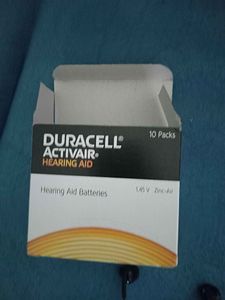 DURACELL® 10 Packs
ACTIVAIR®
HEARING AID
Hearing Aid Batteries 1.45 V Zinc-Air